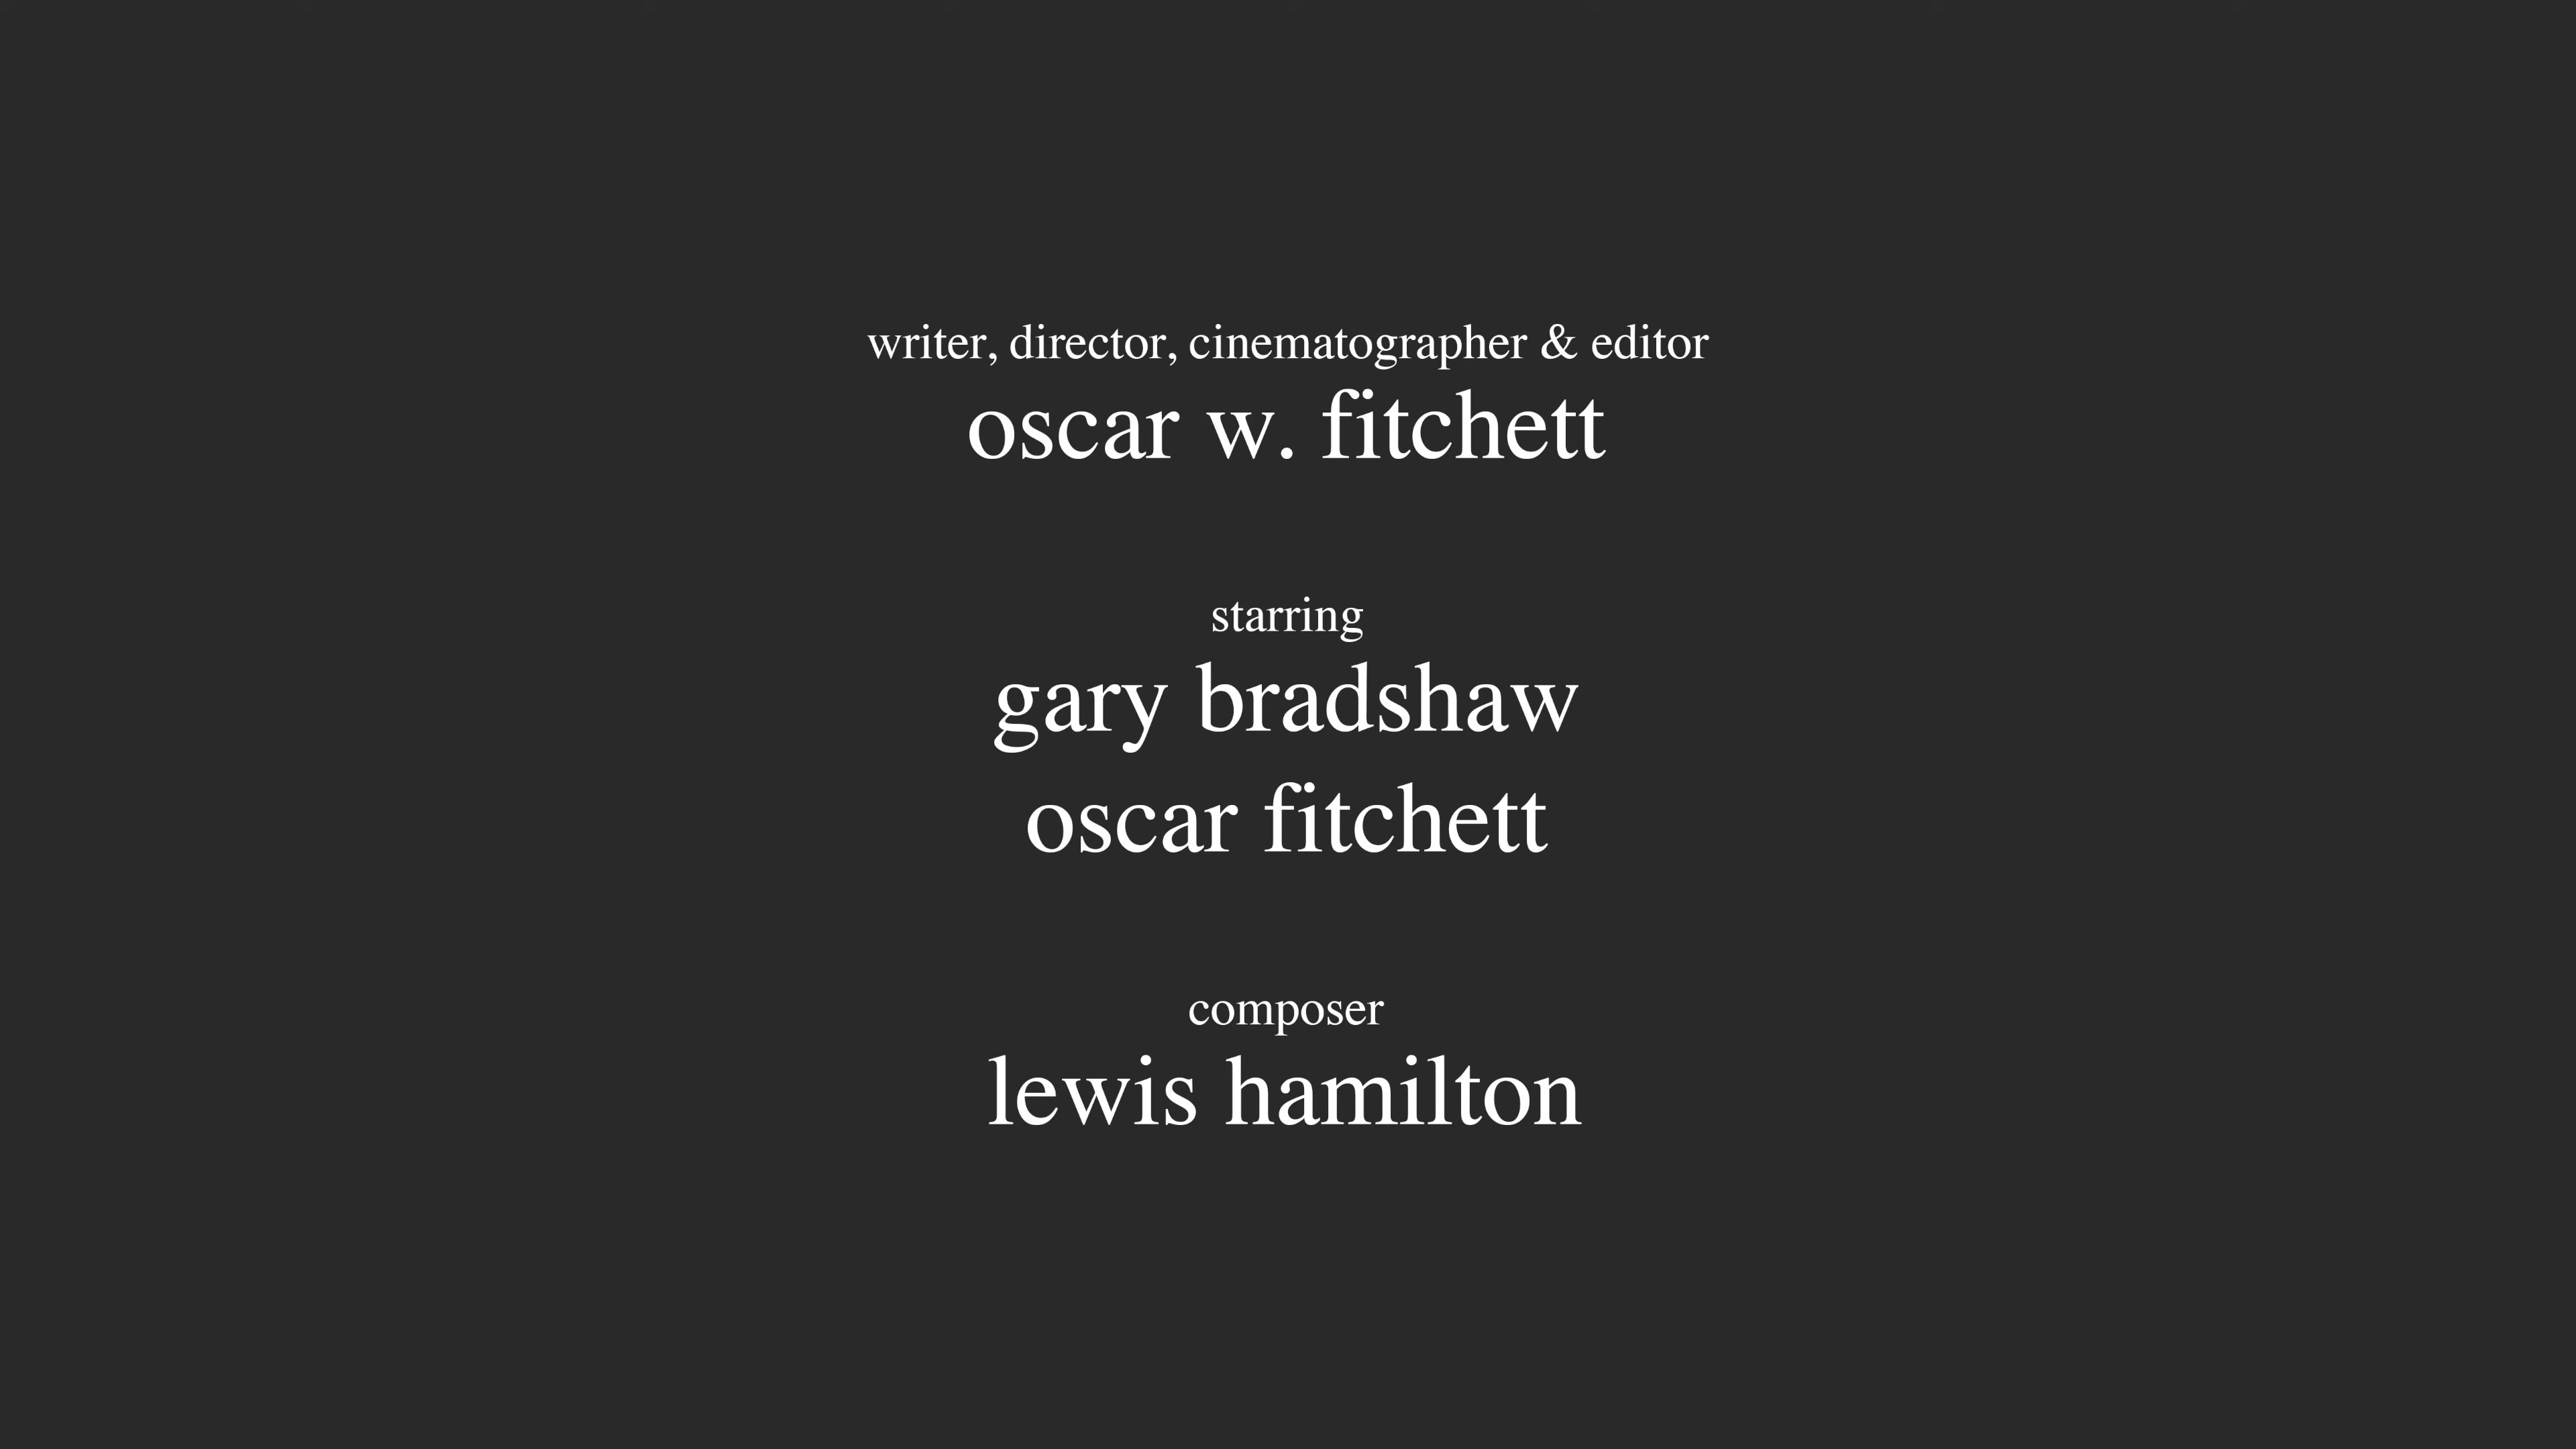 writer, director, cinematographer & editor
oscar w. fitchett
starring
gary bradshaw
oscar fitchett
composer
lewis hamilton